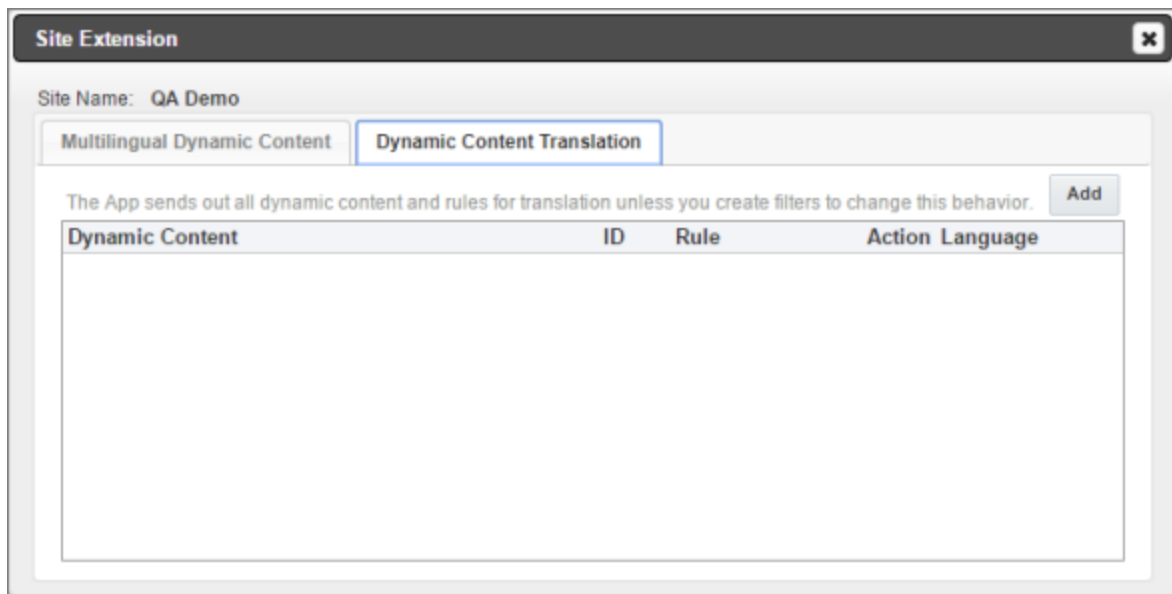 Site Extension
Site Name: QA Demo
Multilingual Dynamic Content Dynamic Content Translation
The App sends out all dynamic content and rules for translation unless you create filters to change this behavior. Add
Dynamic Content ID Rule Action Language